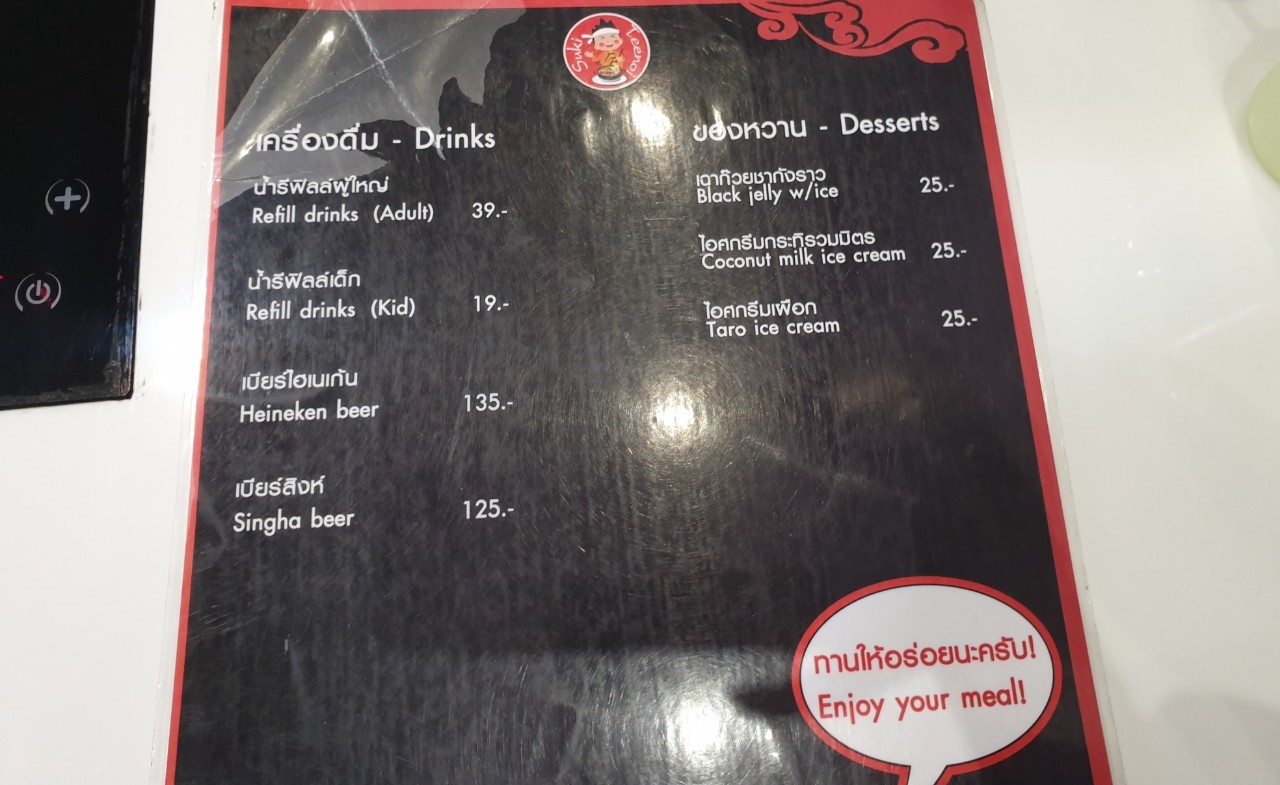 Suki Teenoi
เครื่องดื่ม - Drinks
น้ำรีฟิลล์ผู้ใหญ่
Refill drinks (Adult) 39.-
น้ำรีฟิลล์เด็ก
Refill drinks (Kid) 19.-
เบียร์ไฮเนเก้น
Heineken beer 135.-
เบียร์สิงห์
Singha beer 125.-
ของหวาน - Desserts
เฉาก๊วยชากังราว
Black jelly w/ice 25.-
ไอศกรีมกะทิรวมมิตร
Coconut milk ice cream 25.-
ไอศกรีมเผือก
Taro ice cream 25.-
ทานให้อร่อยนะครับ!
Enjoy your meal!